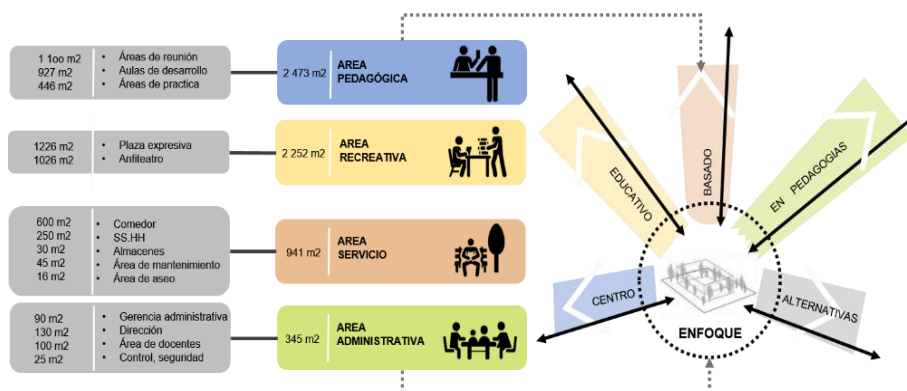 1 1oo m2 • Áreas de reunión
927 m2 • Aulas de desarrollo
446 m2 • Áreas de practica
2 473 m2
AREA
PEDAGÓGICA
1226 m2 • Plaza expresiva
1026 m2 • Anfiteatro
2 252 m2
AREA
RECREATIVA
600 m2 • Comedor
250 m2 • SS.HH
30 m2 • Almacenes
45 m2 • Área de mantenimiento
16 m2 • Área de aseo
941 m2
AREA
SERVICIO
90 m2 • Gerencia administrativa
130 m2 • Dirección
100 m2 • Área de docentes
25 m2 • Control, seguridad
345 m2
AREA
ADMINISTRATIVA
CENTRO
EDUCATIVO
BASADO
EN PEDAGOGIAS
ALTERNATIVAS
ENFOQUE